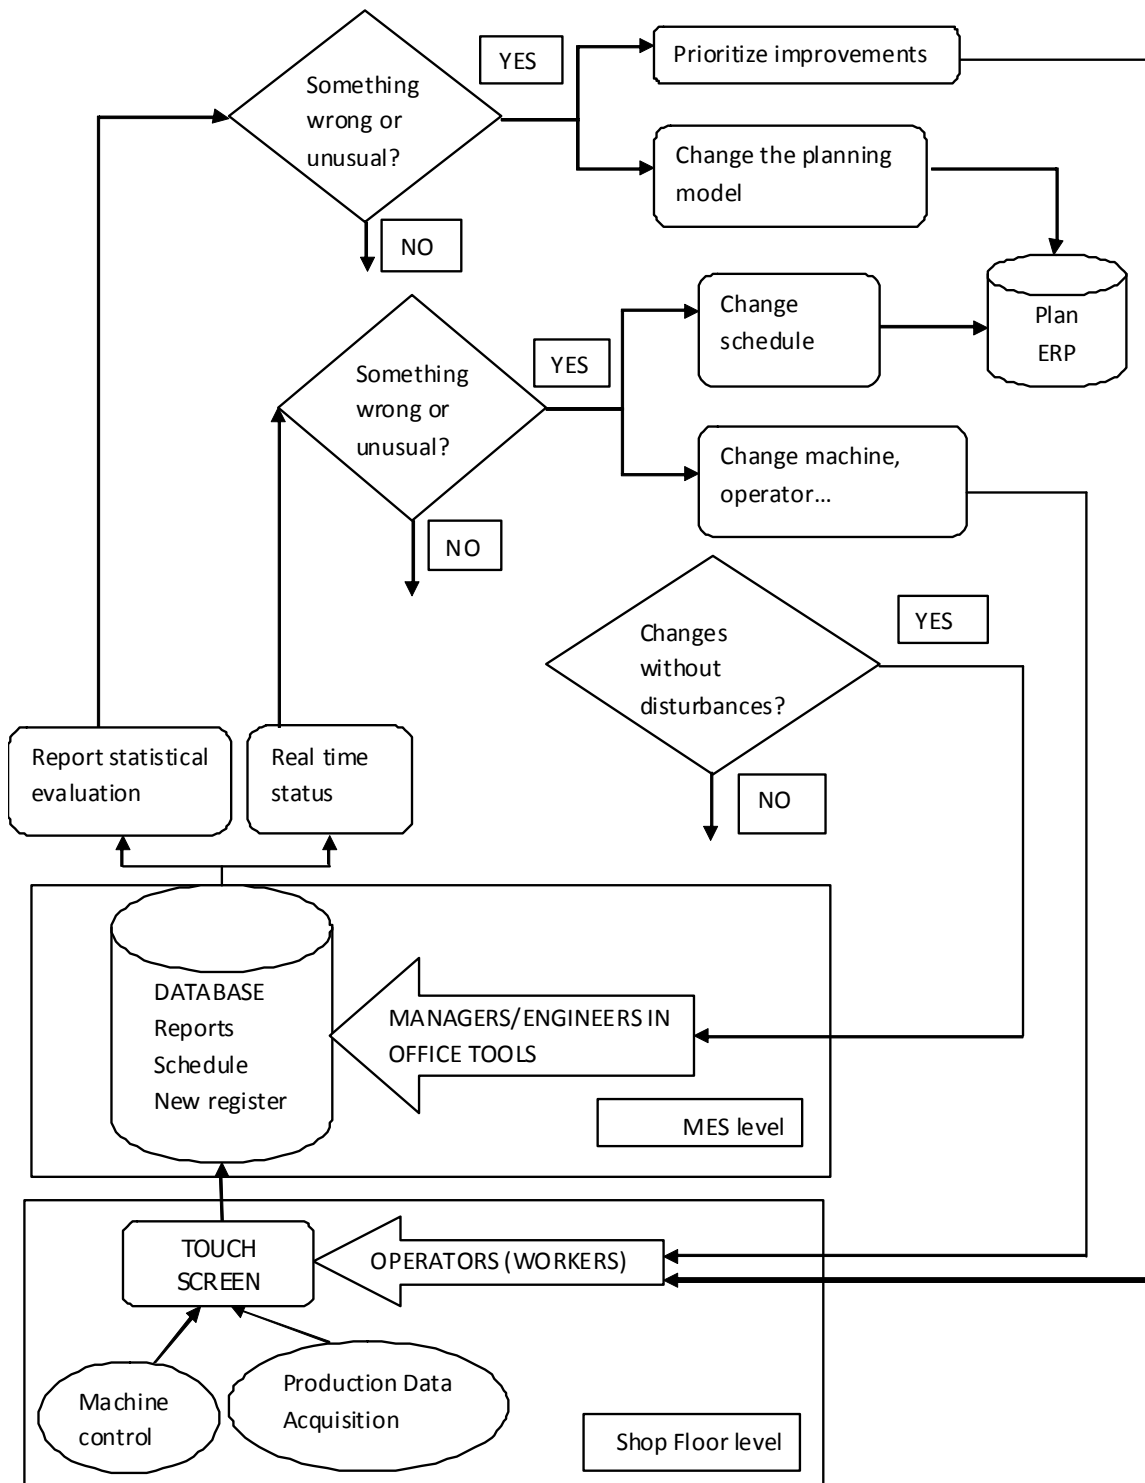 Something
wrong or
unusual?
YES
NO
Prioritize improvements
Change the planning
model
Something
wrong or
unusual?
YES
NO
Change
schedule
Plan
ERP
Change machine,
operator...
Changes
without
disturbances?
YES
NO
Report statistical
evaluation
Real time
status
DATABASE
Reports
Schedule
New register
MANAGERS/ENGINEERS IN
OFFICE TOOLS
MES level
TOUCH
SCREEN
OPERATORS (WORKERS)
Machine
control
Production Data
Acquisition
Shop Floor level